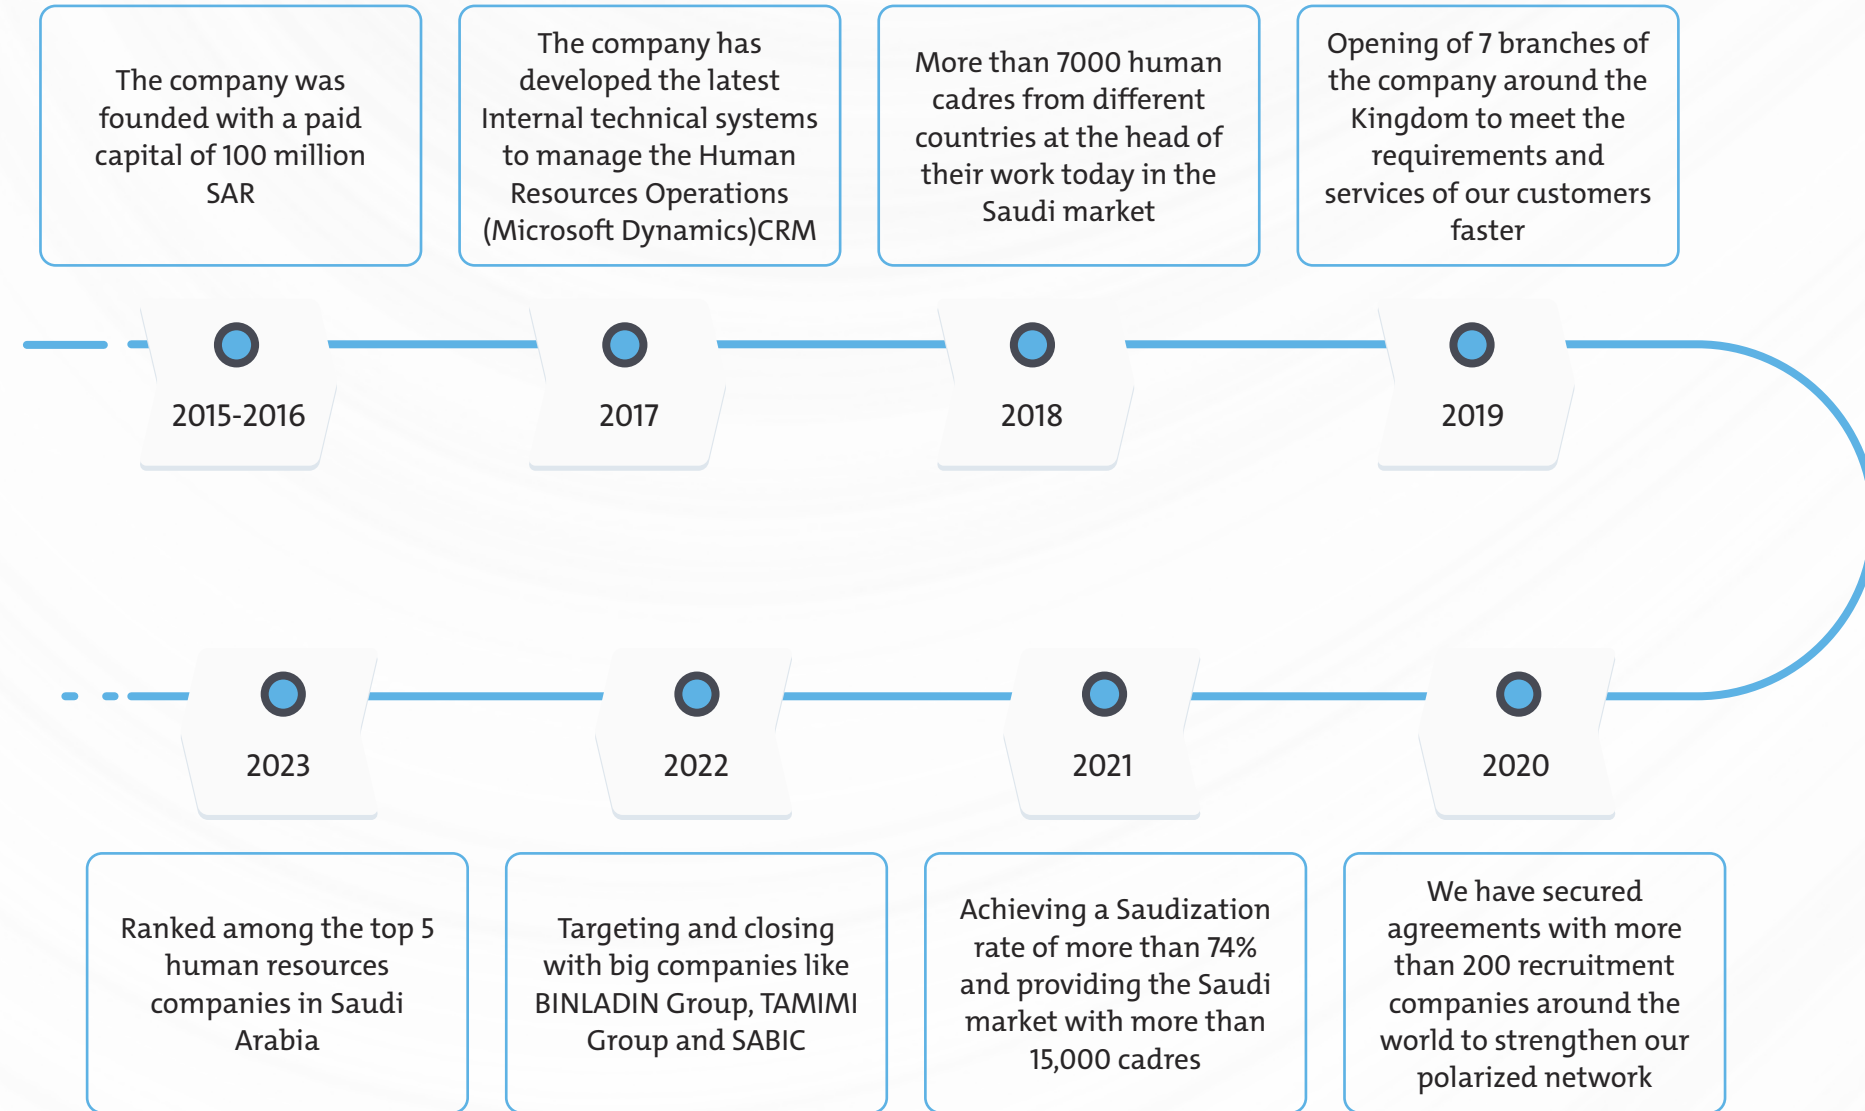 The company was
founded with a paid
capital of 100 million
SAR
The company has
developed the latest
Internal technical systems
to manage the Human
Resources Operations
(Microsoft Dynamics)CRM
More than 7000 human
cadres from different
countries at the head of
their work today in the
Saudi market
Opening of 7 branches of
the company around the
Kingdom to meet the
requirements and
services of our customers
faster
2015-2016
2017
2018
2019
2020
2021
2022
2023
We have secured
agreements with more
than 200 recruitment
companies around the
world to strengthen our
polarized network
Achieving a Saudization
rate of more than 74%
and providing the Saudi
market with more than
15,000 cadres
Targeting and closing
with big companies like
BINLADIN Group, TAMIMI
Group and SABIC
Ranked among the top 5
human resources
companies in Saudi
Arabia